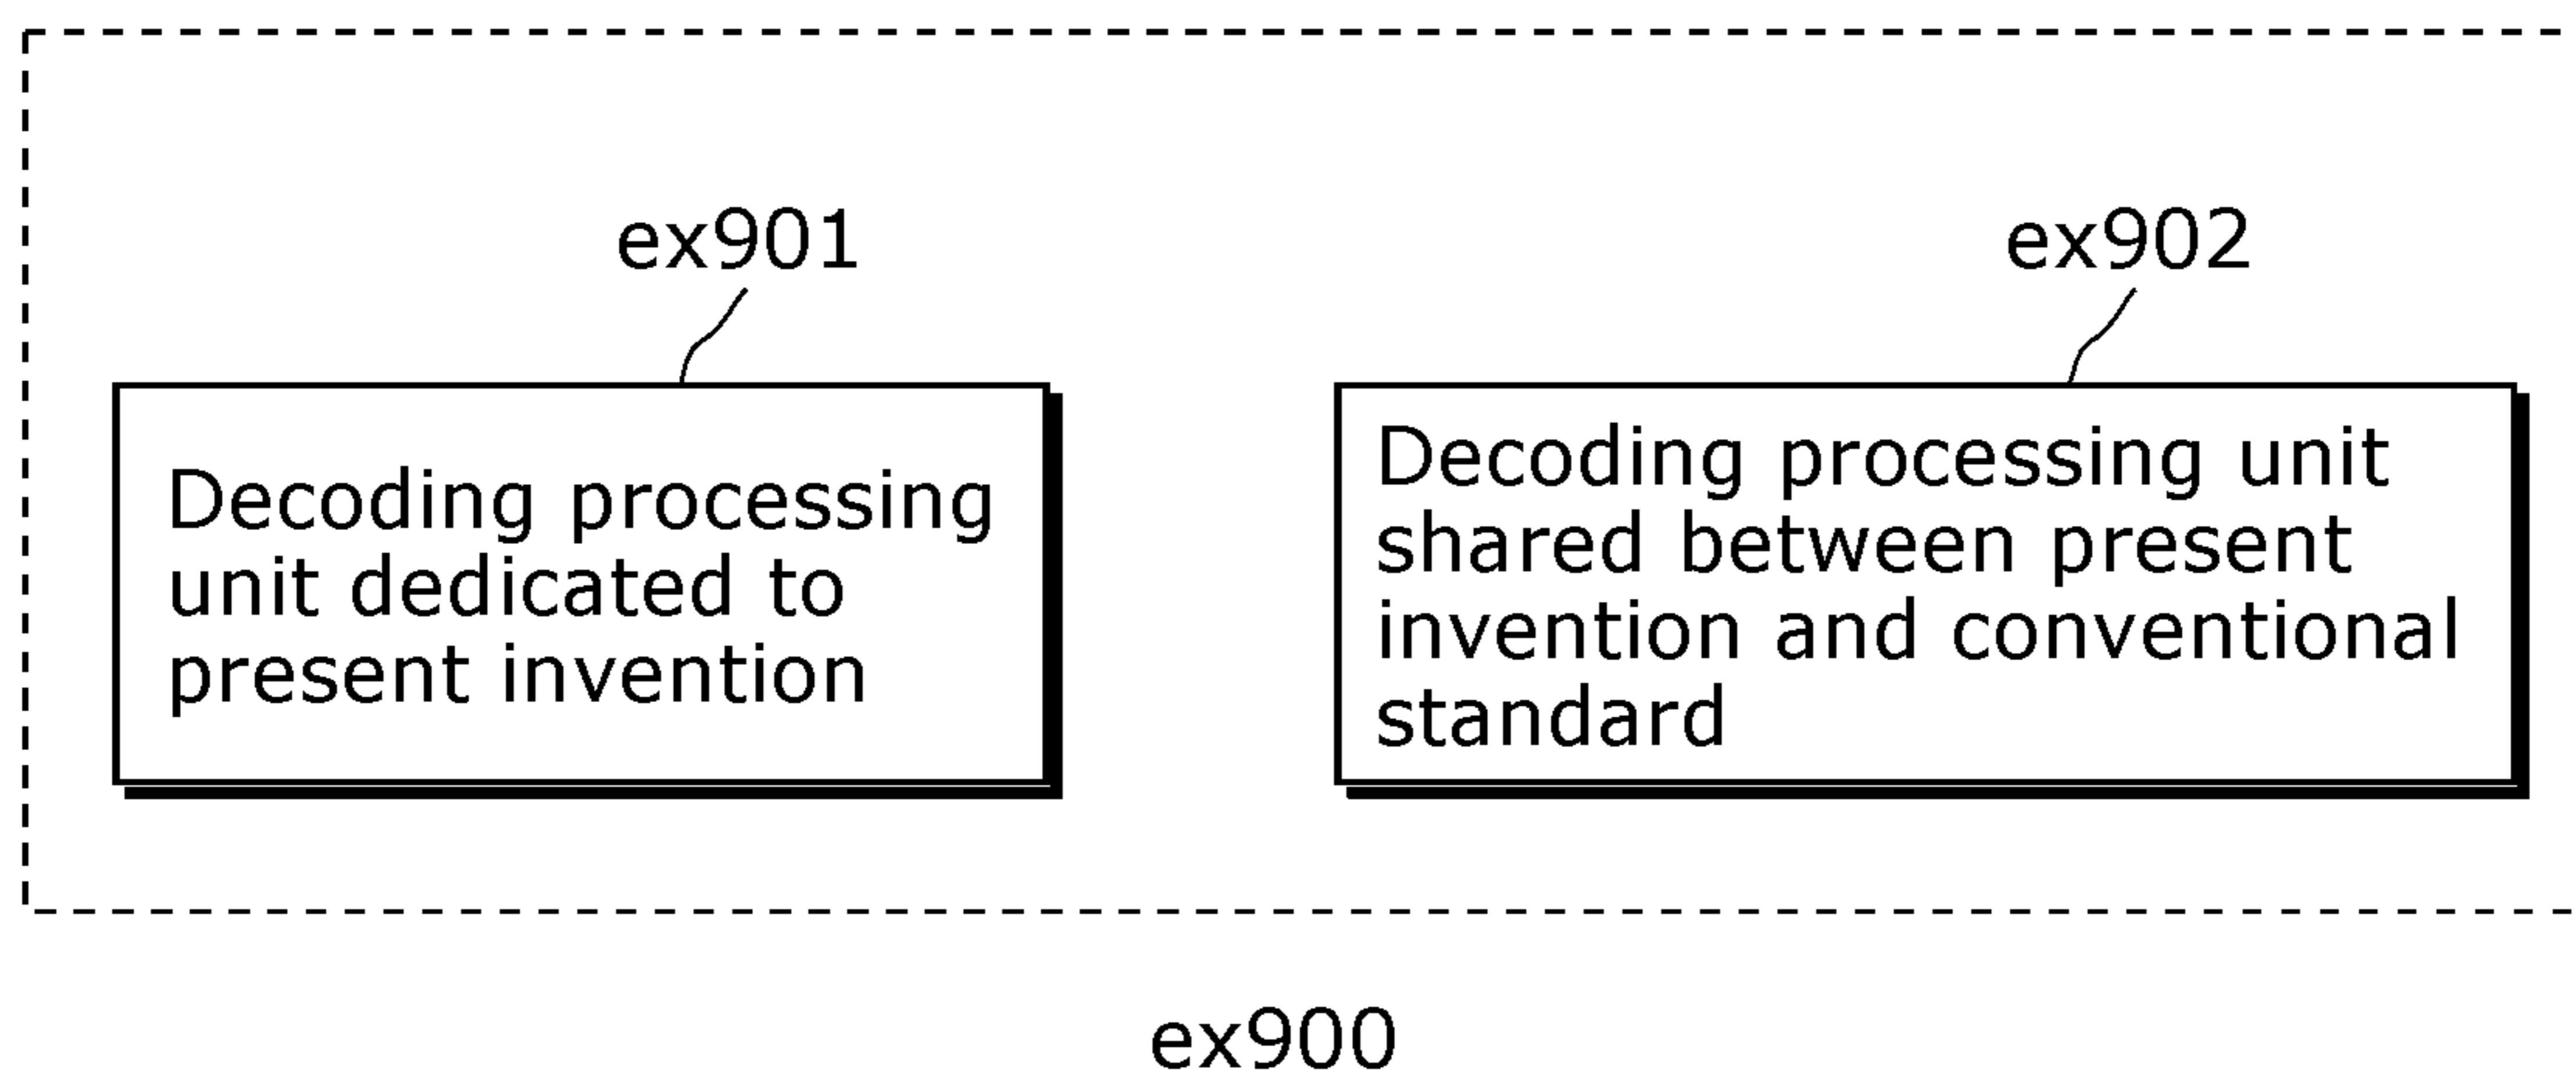 ex901
ex902
Decoding processing
unit dedicated to
present invention
Decoding processing unit
shared between present
invention and conventional
standard
ex900